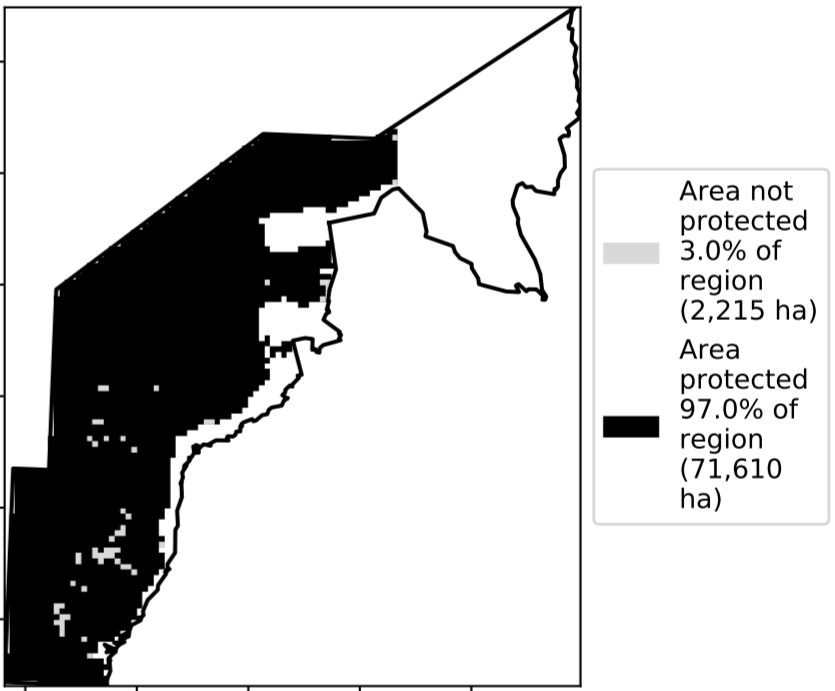 Area not
protected
3.0% of
region
(2,215 ha)
Area
protected
97.0% of
region
(71,610
ha)